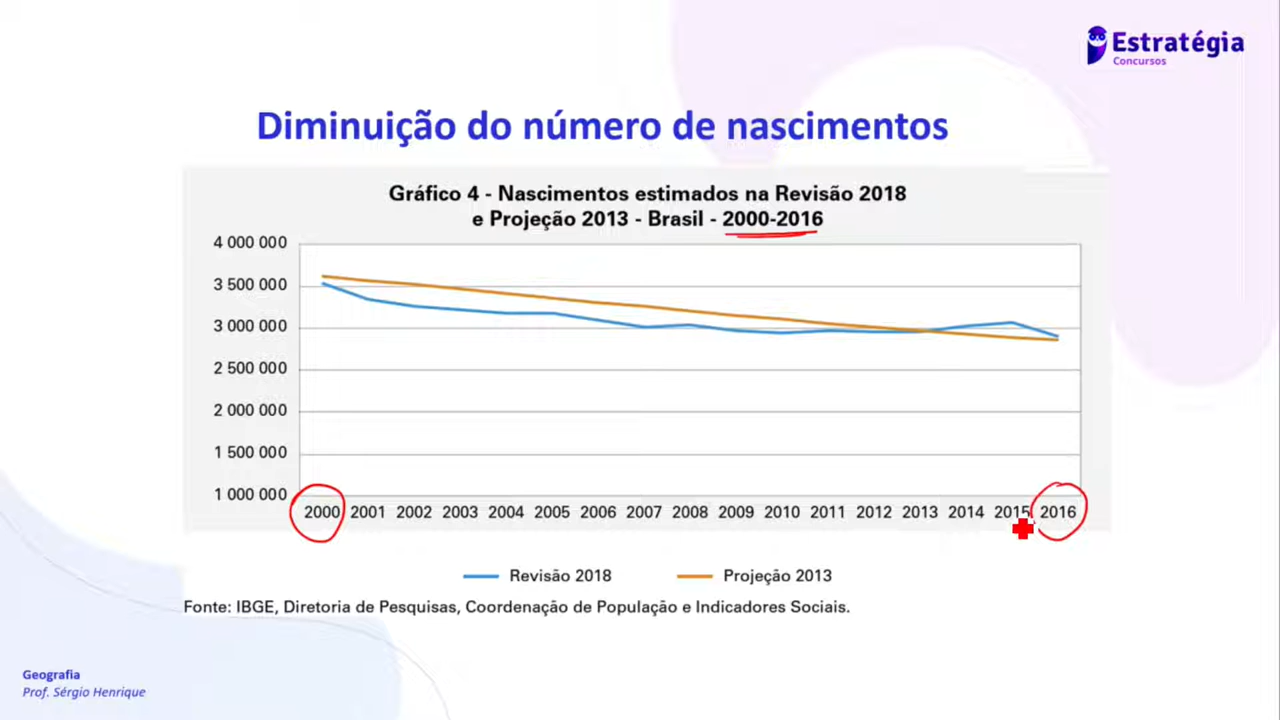 Estratégia
Concursos
Diminuição do número de nascimentos
Gráfico 4 - Nascimentos estimados na Revisão 2018
e Projeção 2013 - Brasil - 2000-2016
4 000 000
3 500 000
3 000 000
2 500 000
2 000 000
1 500 000
1 000 000
2000 2001 2002 2003 2004 2005 2006 2007 2008 2009 2010 2011 2012 2013 2014 2015 2016
Revisão 2018 Projeção 2013
Fonte: IBGE, Diretoria de Pesquisas, Coordenação de População e Indicadores Sociais.
Geografia
Prof. Sérgio Henrique